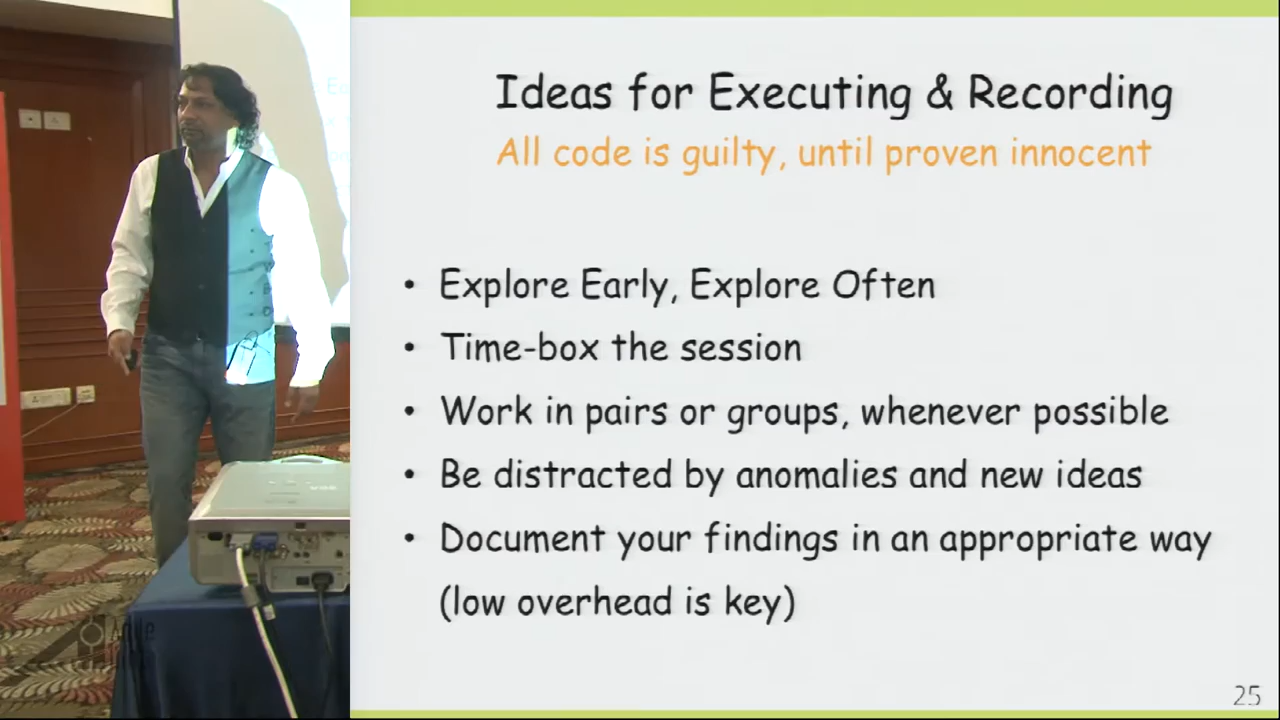 Ideas for Executing & Recording
All code is guilty, until proven innocent
• Explore Early, Explore Often
• Time-box the session
• Work in pairs or groups, whenever possible
• Be distracted by anomalies and new ideas
• Document your findings in an appropriate way
(low overhead is key)
25